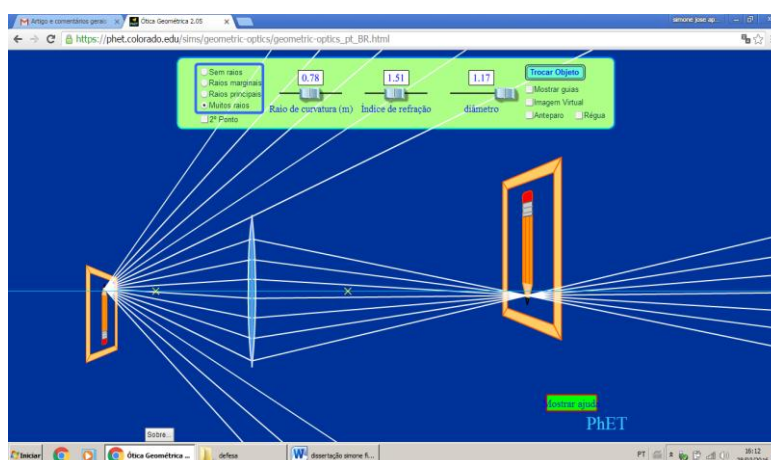 Artigo e comentários gerais
Ótica Geométrica 2.05
simone jose ap.
https://phet.colorado.edu/sims/geometric-optics/geometric-optics_pt_BR.html
Sem raios
Raios marginais
Raios principais
Muitos raios
2º Ponto
0.78
Raio de curvatura (m)
1.51
Índice de refração
1.17
diâmetro
Trocar Objeto
Mostrar guias
Imagem Virtual
Anteparo
Régua
Mostrar ajuda
PhET
Sobre...
Iniciar
Ótica Geométrica ...
defesa
dissertação simone fi...
PT
16:12